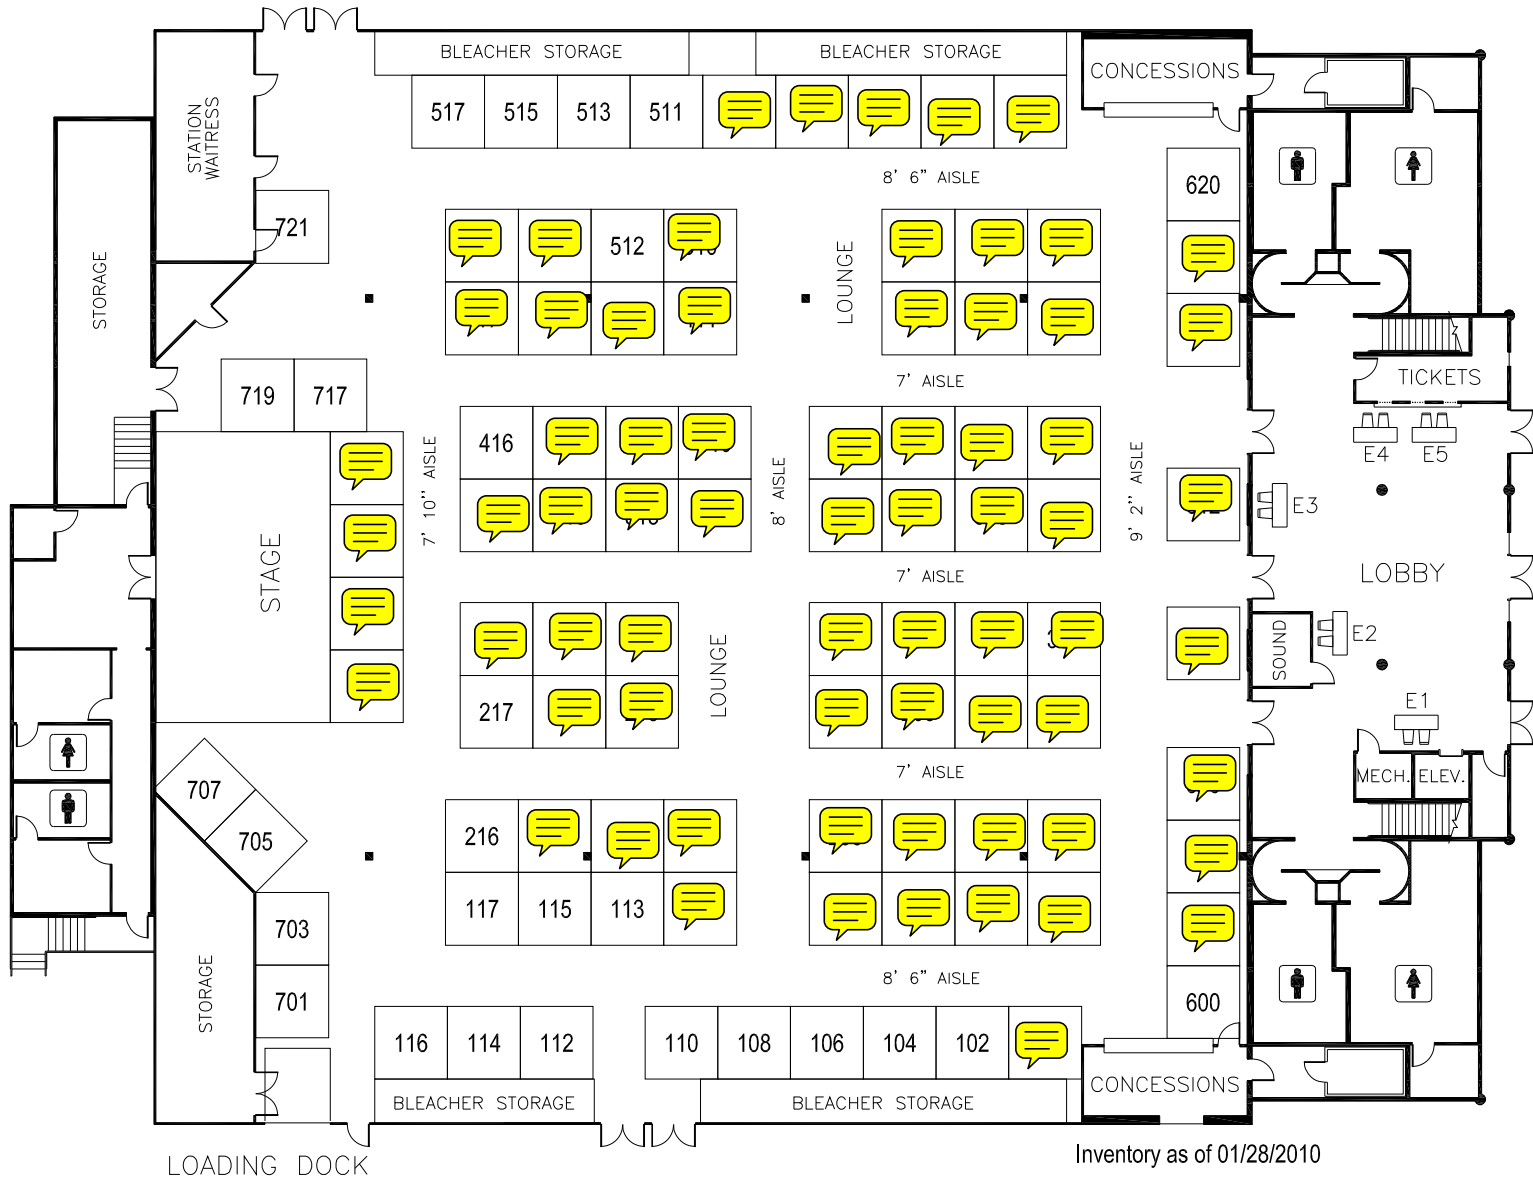 BLEACHER STORAGE
BLEACHER STORAGE
CONCESSIONS
517
515
513
511
STATION
WAITRESS
8' 6" AISLE
620
721
512
LOUNGE
STORAGE
7' AISLE
TICKETS
719
717
416
7' 10" AISLE
8' AISLE
9' 2" AISLE
E4
E5
E3
STAGE
7' AISLE
LOBBY
SOUND
E2
LOUNGE
217
E1
7' AISLE
MECH.
ELEV.
707
705
216
117
115
113
703
701
STORAGE
8' 6" AISLE
600
116
114
112
110
108
106
104
102
BLEACHER STORAGE
BLEACHER STORAGE
CONCESSIONS
LOADING DOCK
Inventory as of 01/28/2010